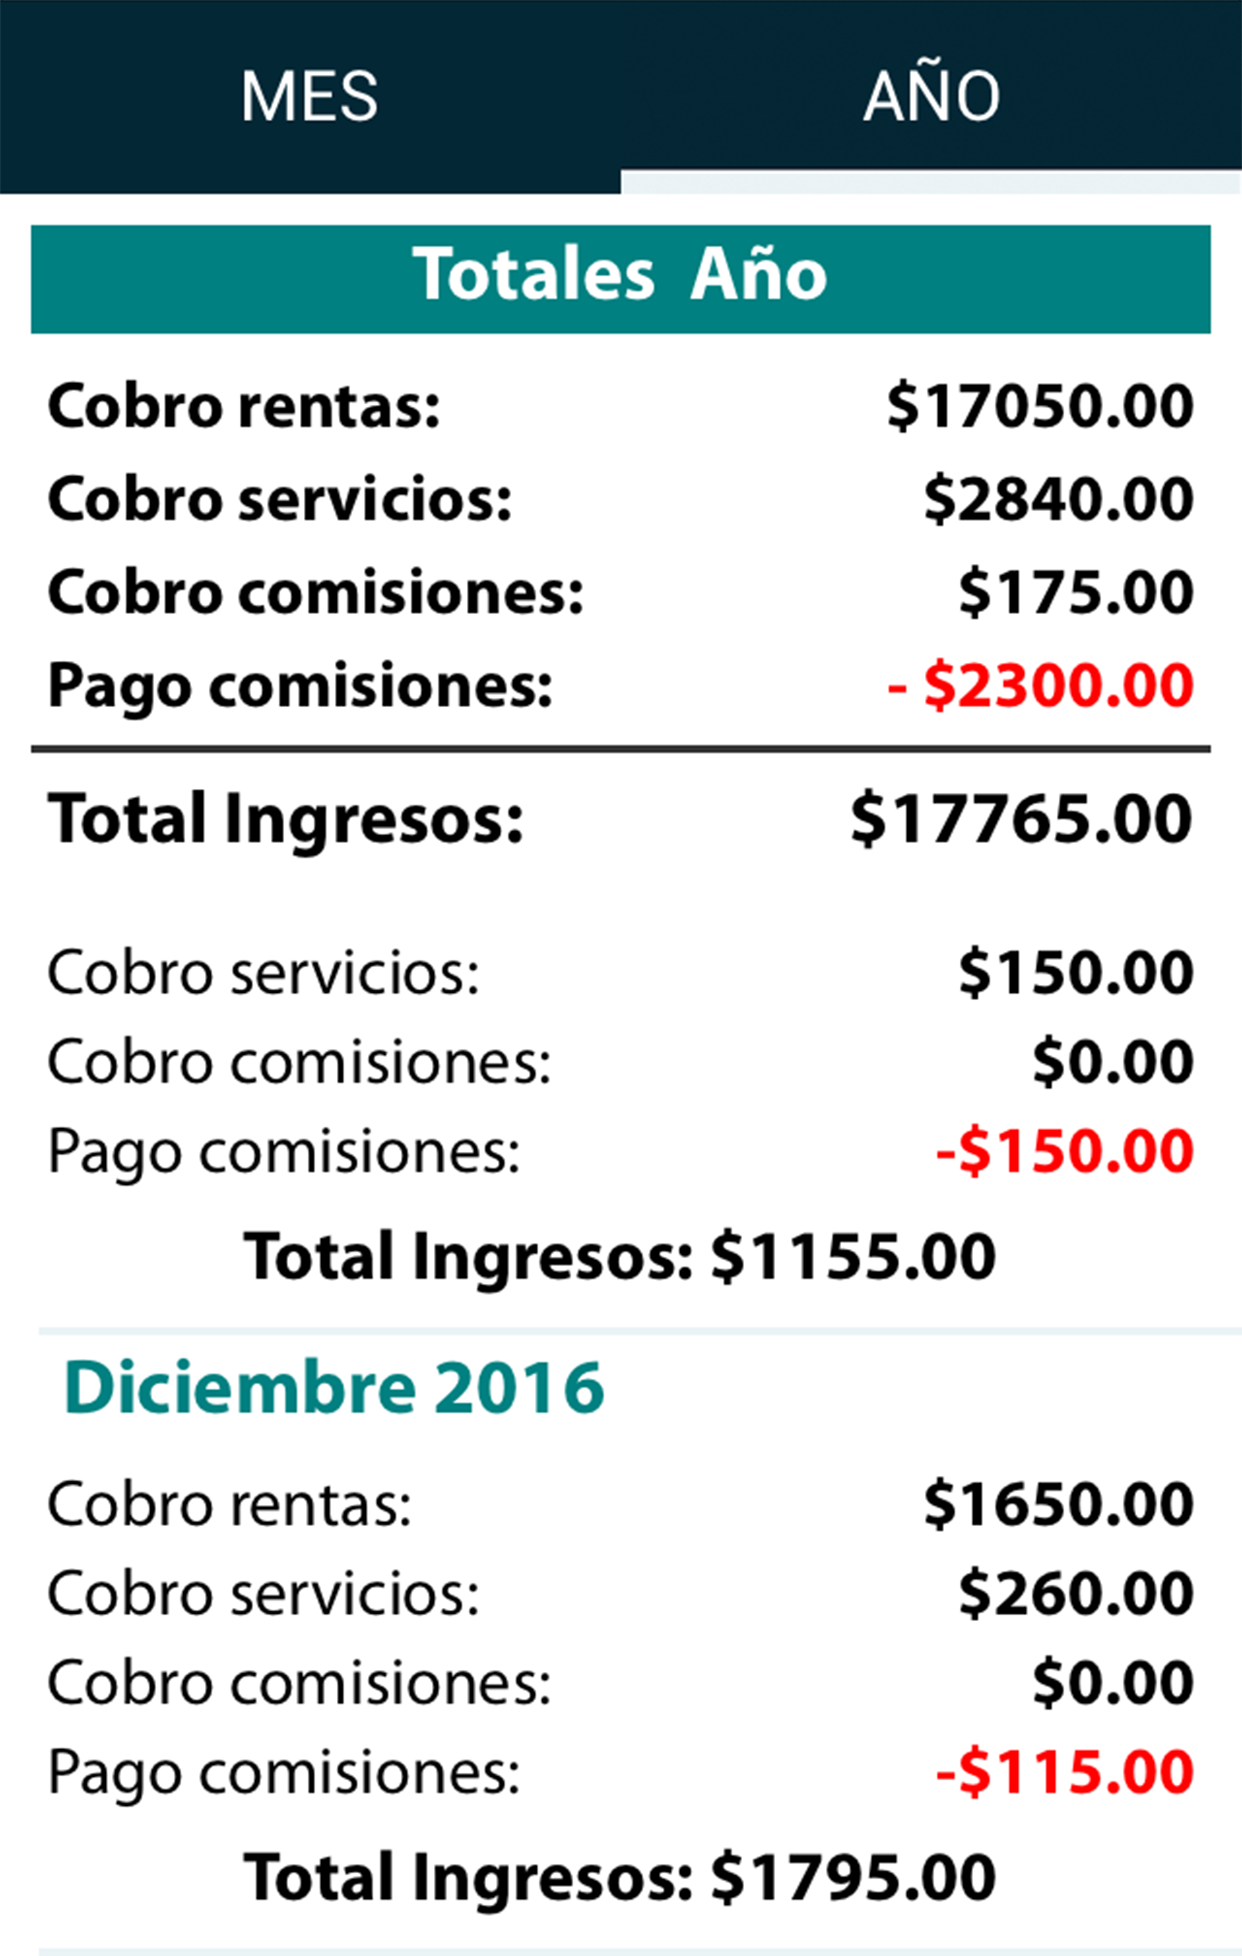 MES AÑO
Totales Año
Cobro rentas: $17050.00
Cobro servicios: $2840.00
Cobro comisiones: $175.00
Pago comisiones: - $2300.00
Total Ingresos: $17765.00
Cobro servicios: $150.00
Cobro comisiones: $0.00
Pago comisiones: -$150.00
Total Ingresos: $1155.00
Diciembre 2016
Cobro rentas: $1650.00
Cobro servicios: $260.00
Cobro comisiones: $0.00
Pago comisiones: -$115.00
Total Ingresos: $1795.00